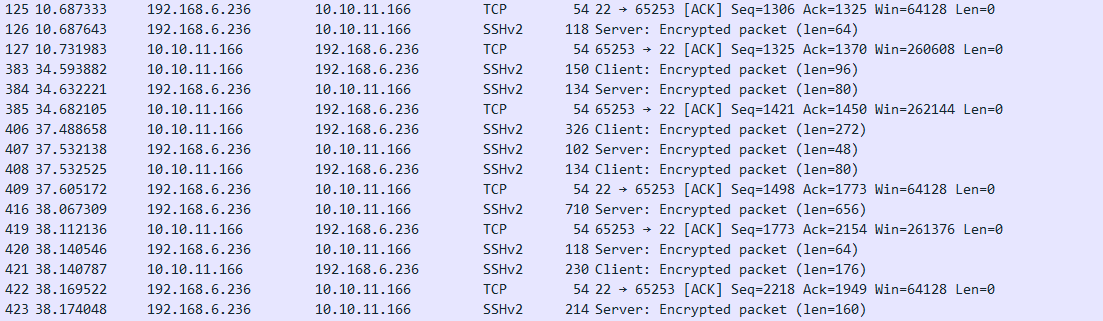 125 10.687333 192.168.6.236 10.10.11.166 TCP 54 22 → 65253 [ACK] Seq=1306 Ack=1325 Win=64128 Len=0
126 10.687643 192.168.6.236 10.10.11.166 SSHv2 118 Server: Encrypted packet (len=64)
127 10.731983 10.10.11.166 192.168.6.236 TCP 54 65253 → 22 [ACK] Seq=1325 Ack=1370 Win=260608 Len=0
383 34.593882 10.10.11.166 192.168.6.236 SSHv2 150 Client: Encrypted packet (len=96)
384 34.632221 192.168.6.236 10.10.11.166 SSHv2 134 Server: Encrypted packet (len=80)
385 34.682105 10.10.11.166 192.168.6.236 TCP 54 65253 → 22 [ACK] Seq=1421 Ack=1450 Win=262144 Len=0
406 37.488658 10.10.11.166 192.168.6.236 SSHv2 326 Client: Encrypted packet (len=272)
407 37.532138 192.168.6.236 10.10.11.166 SSHv2 102 Server: Encrypted packet (len=48)
408 37.532525 10.10.11.166 192.168.6.236 SSHv2 134 Client: Encrypted packet (len=80)
409 37.605172 192.168.6.236 10.10.11.166 TCP 54 22 → 65253 [ACK] Seq=1498 Ack=1773 Win=64128 Len=0
416 38.067309 192.168.6.236 10.10.11.166 SSHv2 710 Server: Encrypted packet (len=656)
419 38.112136 10.10.11.166 192.168.6.236 TCP 54 65253 → 22 [ACK] Seq=1773 Ack=2154 Win=261376 Len=0
420 38.140546 192.168.6.236 10.10.11.166 SSHv2 118 Server: Encrypted packet (len=64)
421 38.140787 10.10.11.166 192.168.6.236 SSHv2 230 Client: Encrypted packet (len=176)
422 38.169522 192.168.6.236 10.10.11.166 TCP 54 22 → 65253 [ACK] Seq=2218 Ack=1949 Win=64128 Len=0
423 38.174048 192.168.6.236 10.10.11.166 SSHv2 214 Server: Encrypted packet (len=160)